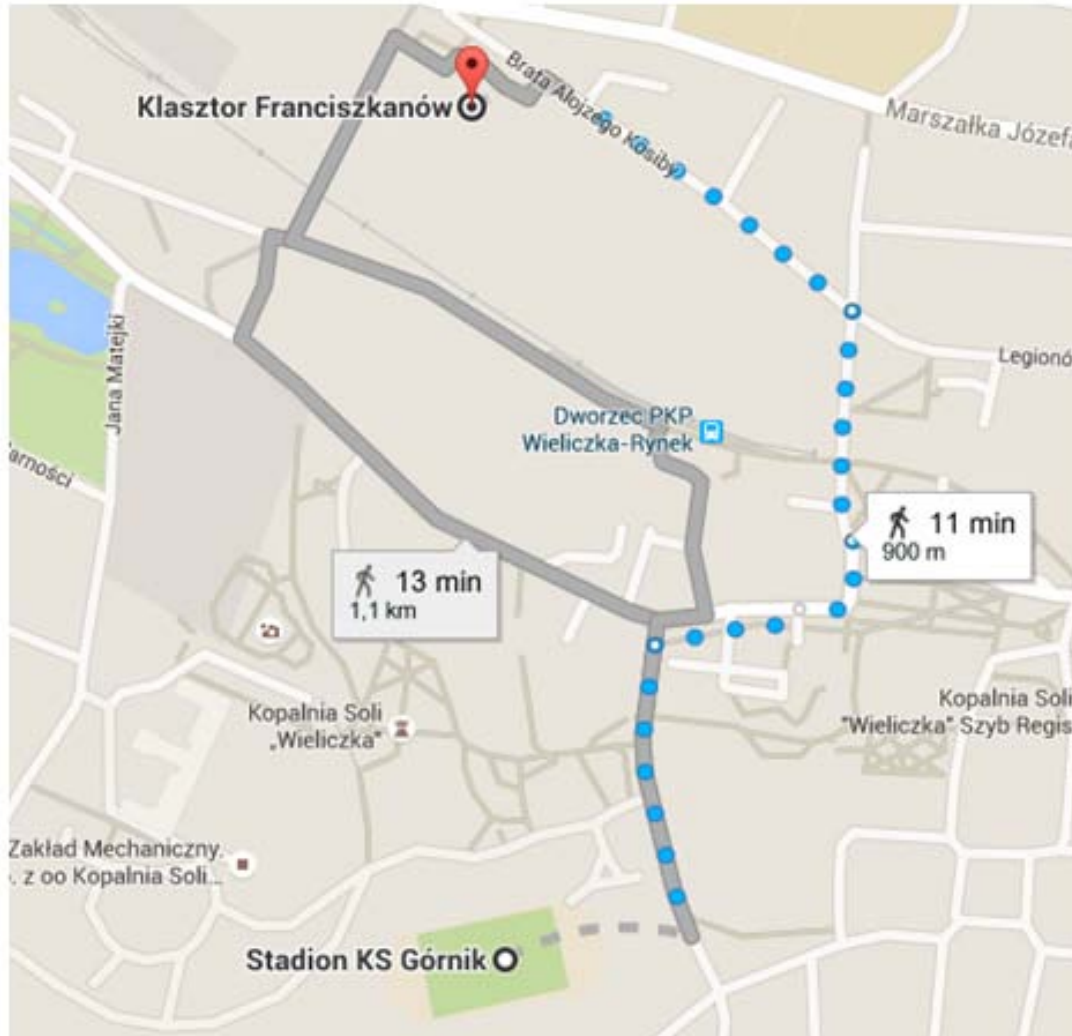 Brata Alojzego Kosiby
Klasztor Franciszkanów
Marszałka Józefa
Jana Matejki
Legionó
Dworzec PKP
Wieliczka-Rynek
arności
11 min
900 m
13 min
1,1 km
Kopalnia Soli
„Wieliczka"
Kopalnia Soli
"Wieliczka" Szyb Regis
Zakład Mechaniczny.
. z oo Kopalnia Soli...
Stadion KS Górnik